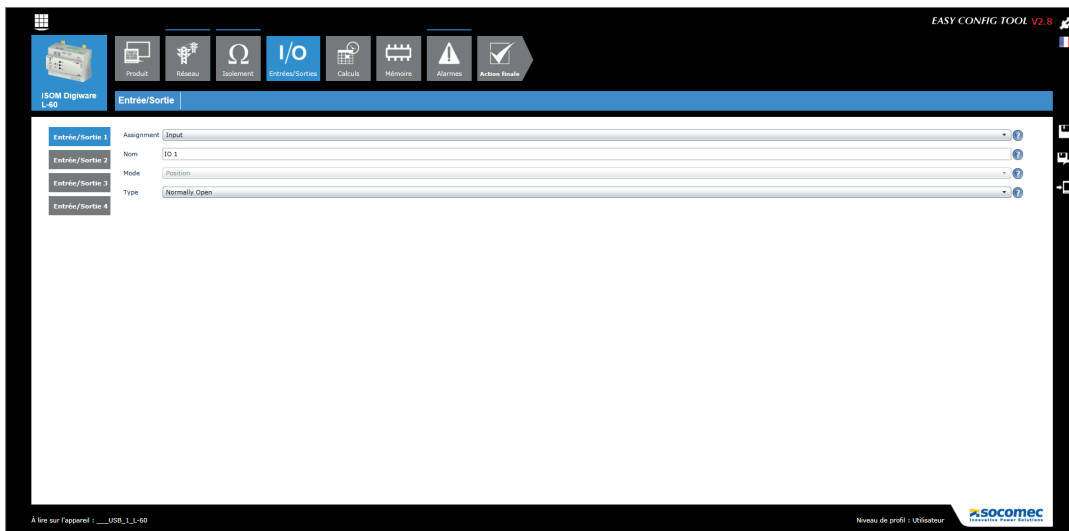 EASY CONFIG TOOL V2.8
Produit
Réseau
Ω
Isolement
I/O
Entrées/Sorties
Calculs
Mémoire
Alarmes
Action finale
ISOM Digiware
L-60
Entrée/Sortie
Entrée/Sortie 1
Entrée/Sortie 2
Entrée/Sortie 3
Entrée/Sortie 4
Assignment Input ?
Nom IO 1 ?
Mode Position ?
Type Normally Open ?
À lire sur l'appareil : ___USB_1_L-60
Niveau de profil : Utilisateur
socomec
Innovative Power Solutions